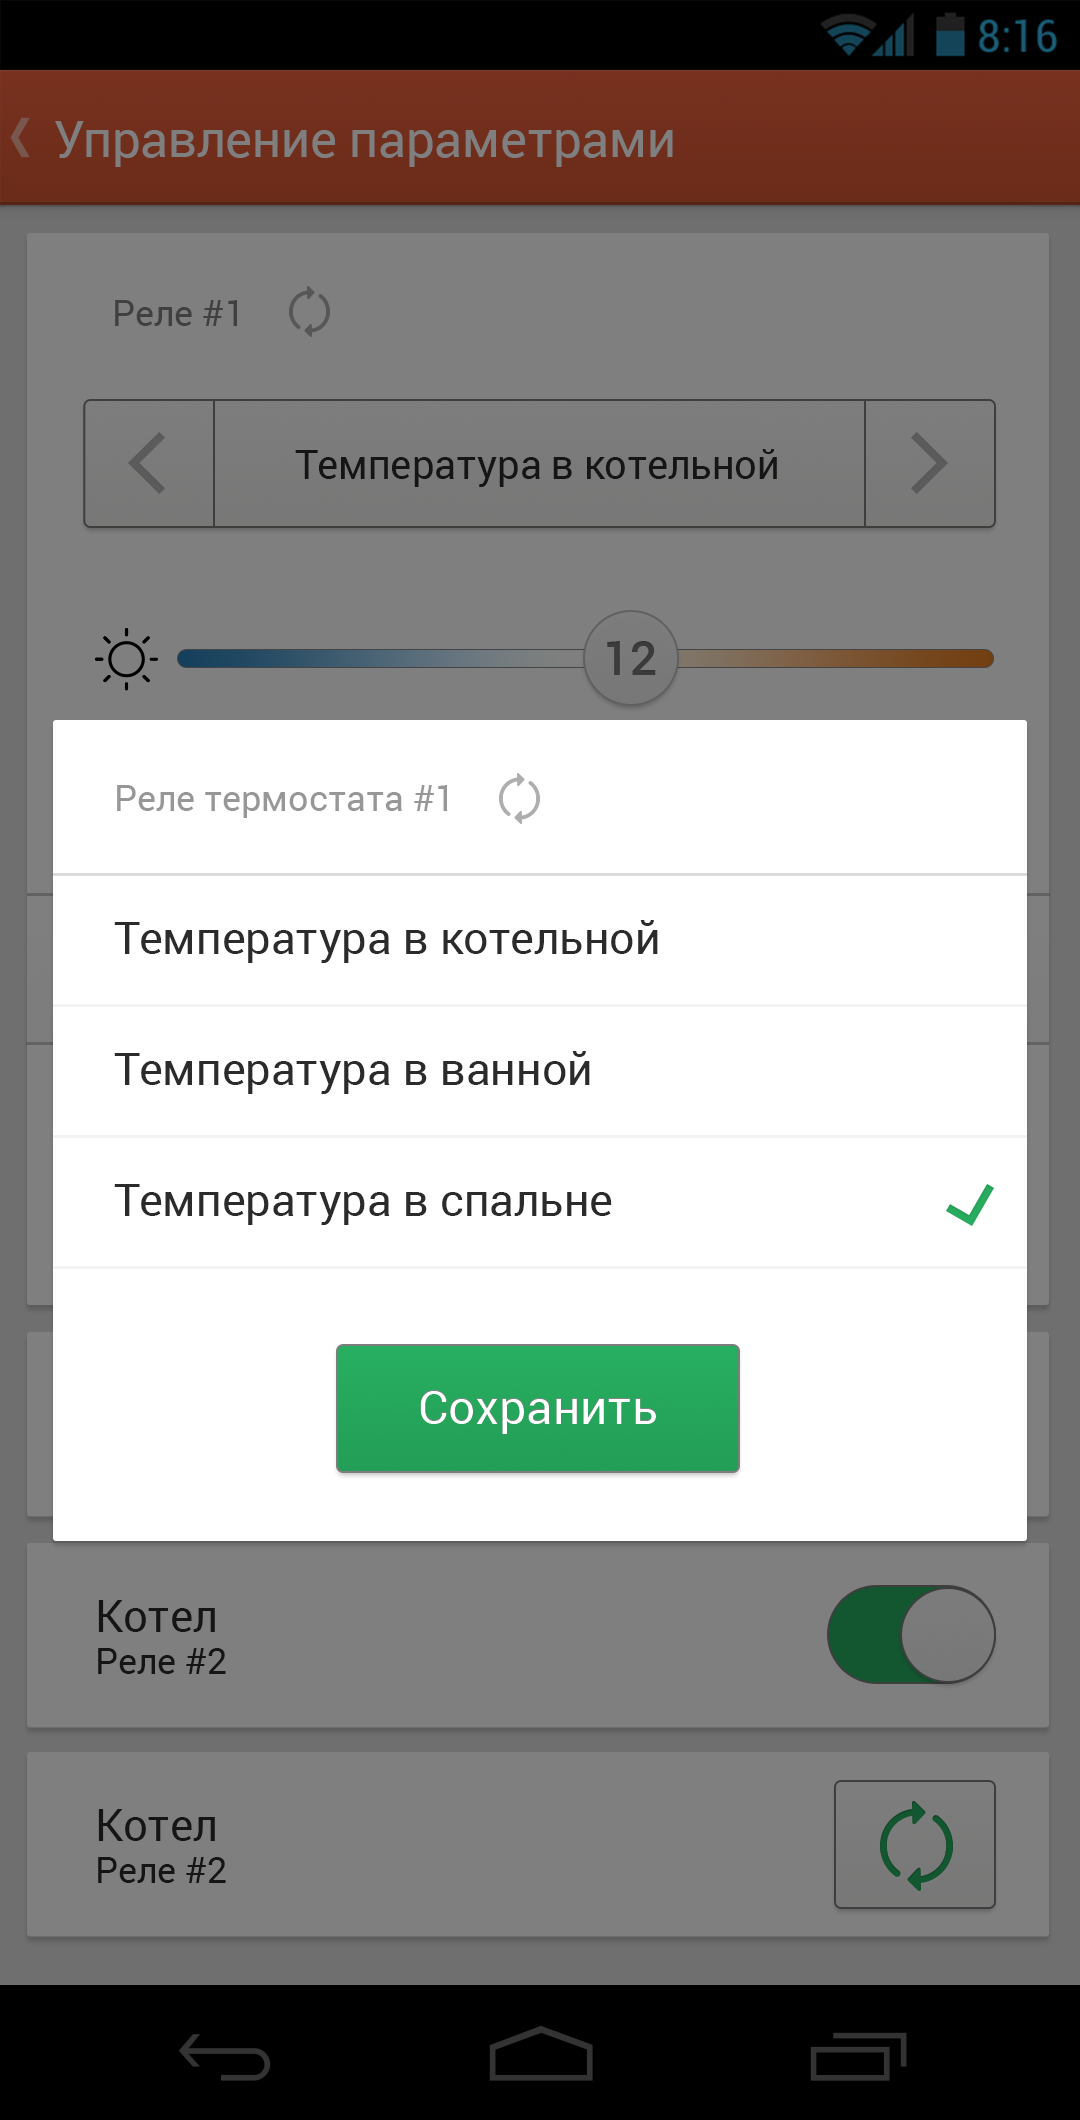 8:16
Управление параметрами
Реле #1
Температура в котельной
12
Реле термостата #1
Температура в котельной
Температура в ванной
Температура в спальне
Сохранить
Котел
Реле #2
Котел
Реле #2